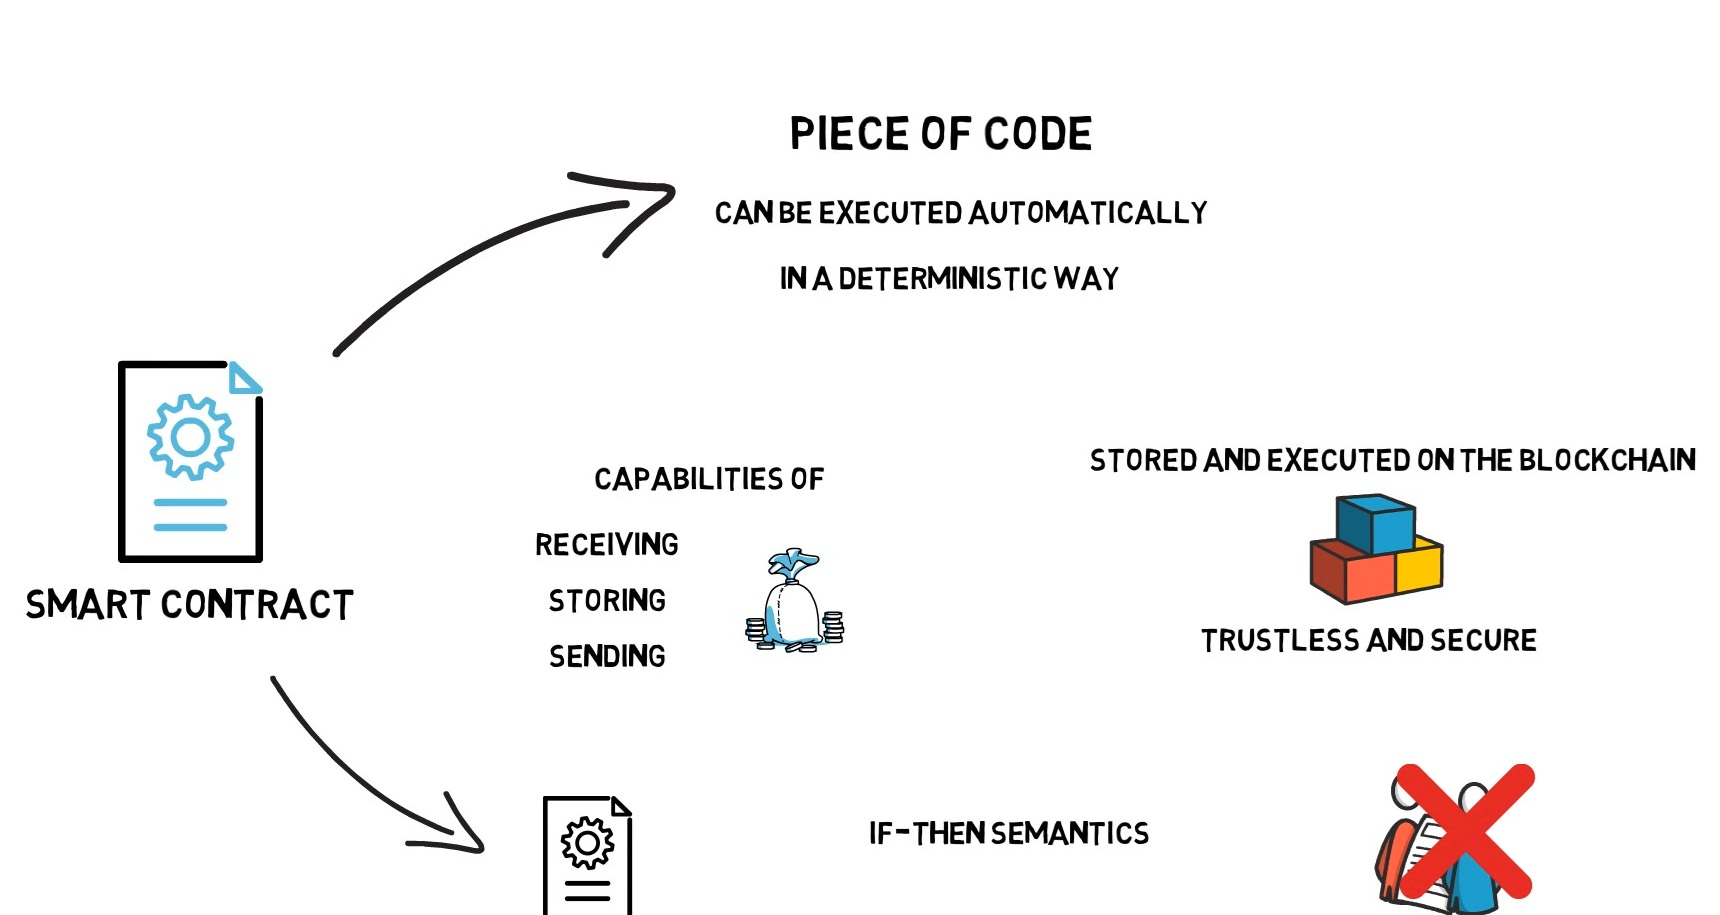 PIECE OF CODE
CAN BE EXECUTED AUTOMATICALLY
IN A DETERMINISTIC WAY
SMART CONTRACT
CAPABILITIES OF
RECEIVING
STORING
SENDING
STORED AND EXECUTED ON THE BLOCKCHAIN
TRUSTLESS AND SECURE
IF-THEN SEMANTICS